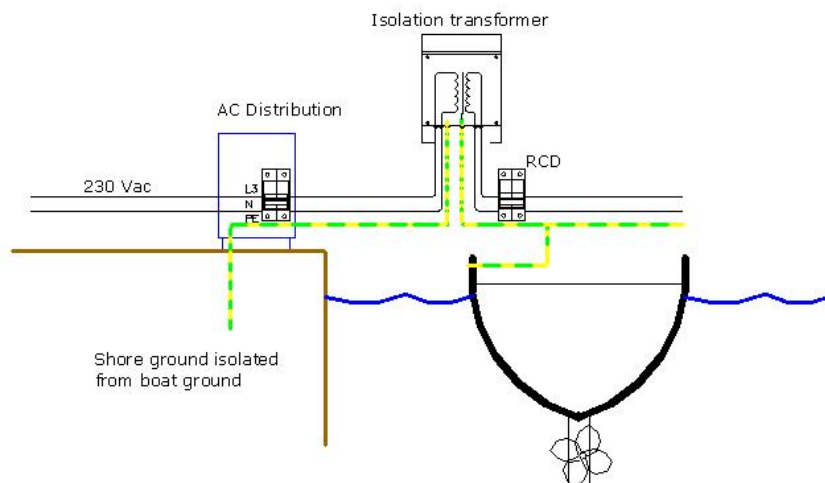 Isolation transformer
AC Distribution
RCD
230 Vac
L3
N
PE
Shore ground isolated
from boat ground